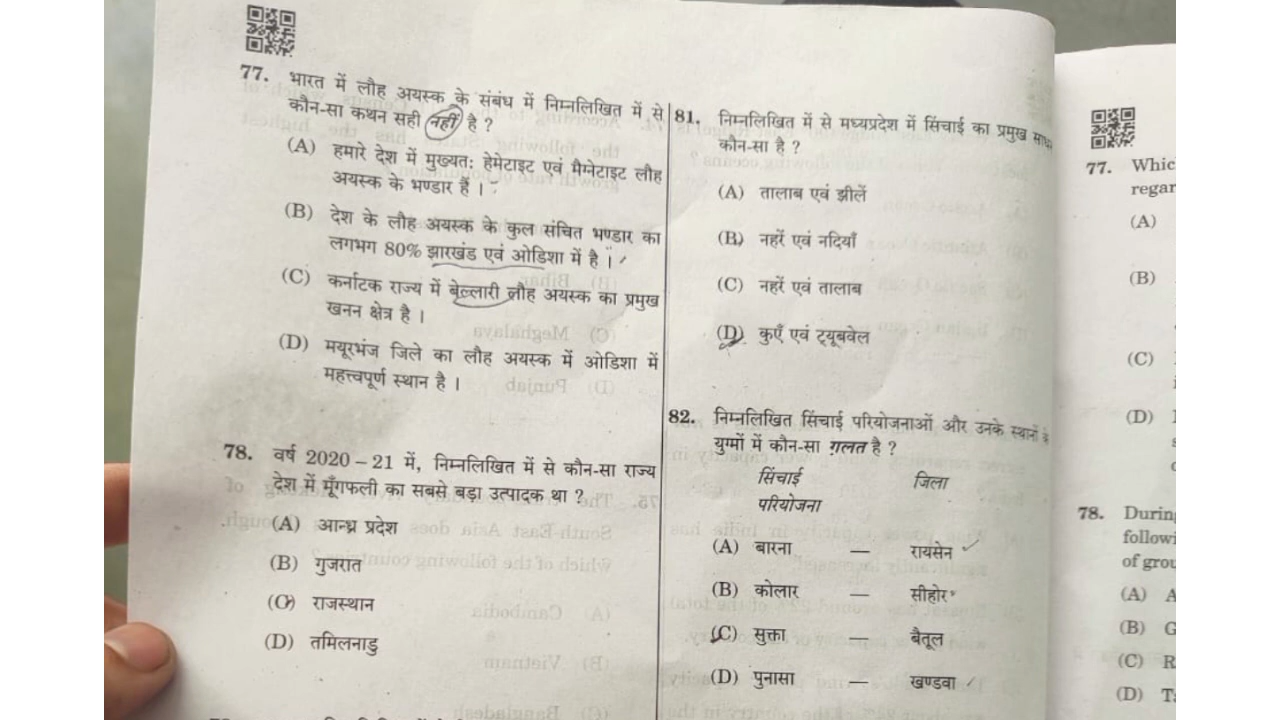 77. भारत में लौह अयस्क के संबंध में निम्नलिखित में से
कौन-सा कथन सही नहीं है ?
(A) हमारे देश में मुख्यत: हेमेटाइट एवं मैग्नेटाइट लौह
अयस्क के भण्डार हैं ।
(B) देश के लौह अयस्क के कुल संचित भण्डार का
लगभग 80% झारखंड एवं ओडिशा में है ।
(C) कर्नाटक राज्य में बेल्लारी लौह अयस्क का प्रमुख
खनन क्षेत्र है ।
(D) मयूरभंज जिले का लौह अयस्क में ओडिशा में
महत्त्वपूर्ण स्थान है ।
78. वर्ष 2020 – 21 में, निम्नलिखित में से कौन-सा राज्य
देश में मूँगफली का सबसे बड़ा उत्पादक था ?
(A) आन्ध्र प्रदेश
(B) गुजरात
(C) राजस्थान
(D) तमिलनाडु
81. निम्नलिखित में से मध्यप्रदेश में सिंचाई का प्रमुख
कौन-सा है ?
(A) तालाब एवं झीलें
(B) नहरें एवं नदियाँ
(C) नहरें एवं तालाब
(D) कुएँ एवं ट्यूबवेल
82. निम्नलिखित सिंचाई परियोजनाओं और उनके स्थानों
युग्मों में कौन-सा ग़लत है ?
सिंचाई जिला
परियोजना
(A) बारना — रायसेन
(B) कोलार — सीहोर
(C) सुक्ता — बैतूल
(D) पुनासा — खण्डवा
77. Whic
regar
(A)
(B)
(C)
(D)
78. During
followi
of grou
(A) A
(B) G
(C) R
(D) T